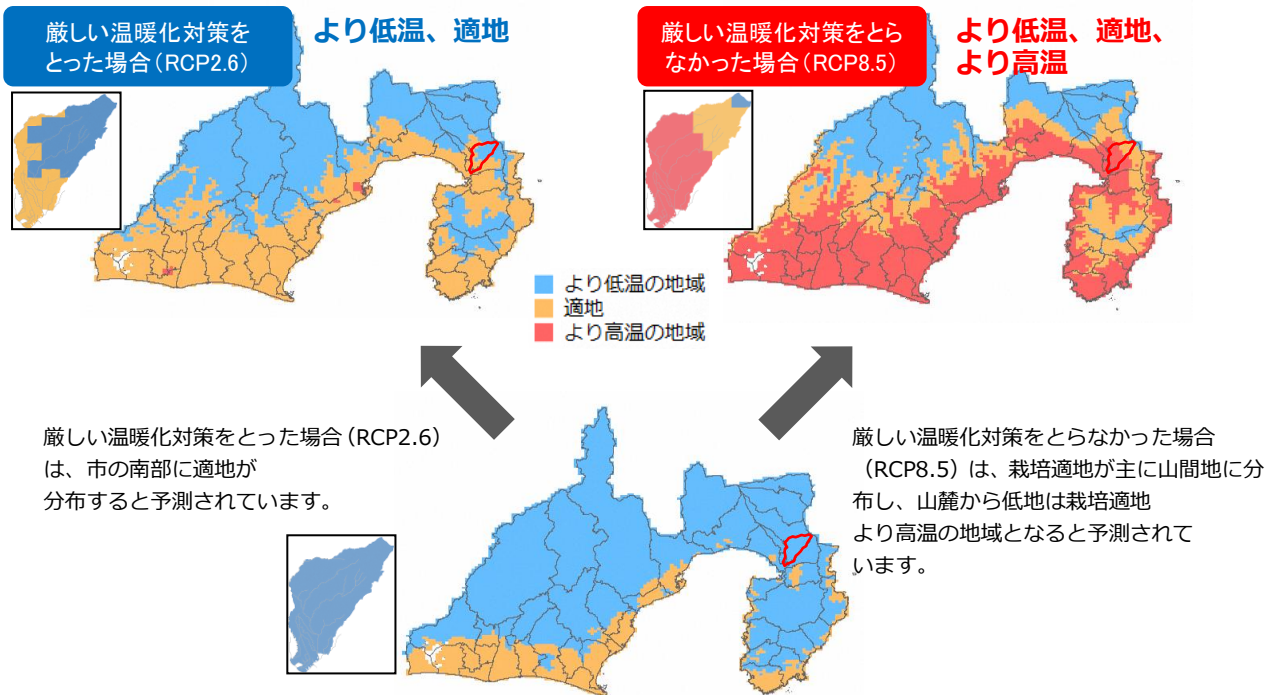 厳しい温暖化対策を
とった場合(RCP2.6)
より低温、適地
厳しい温暖化対策をとら
なかった場合(RCP8.5)
より低温、適地、
より高温
より低温の地域
適地
より高温の地域
厳しい温暖化対策をとった場合(RCP2.6)
は、市の南部に適地が
分布すると予測されています。
厳しい温暖化対策をとらなかった場合
(RCP8.5)は、栽培適地が主に山間地に分
布し、山麓から低地は栽培適地
より高温の地域となると予測されて
います。